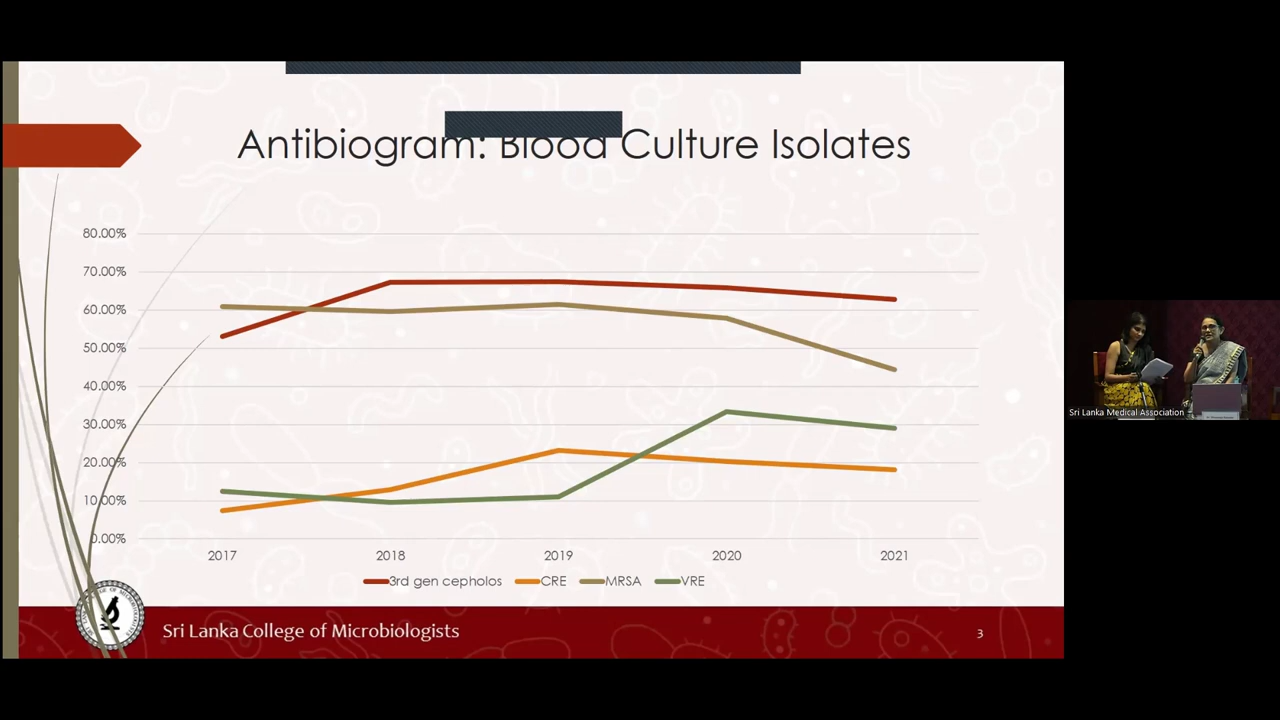 Antibiogram: Blood Culture Isolates
80.00%
70.00%
60.00%
50.00%
40.00%
30.00%
20.00%
10.00%
0.00%
2017 2018 2019 2020 2021
3rd gen cepholos CRE MRSA VRE
Sri Lanka College of Microbiologists
3
Sri Lanka Medical Association